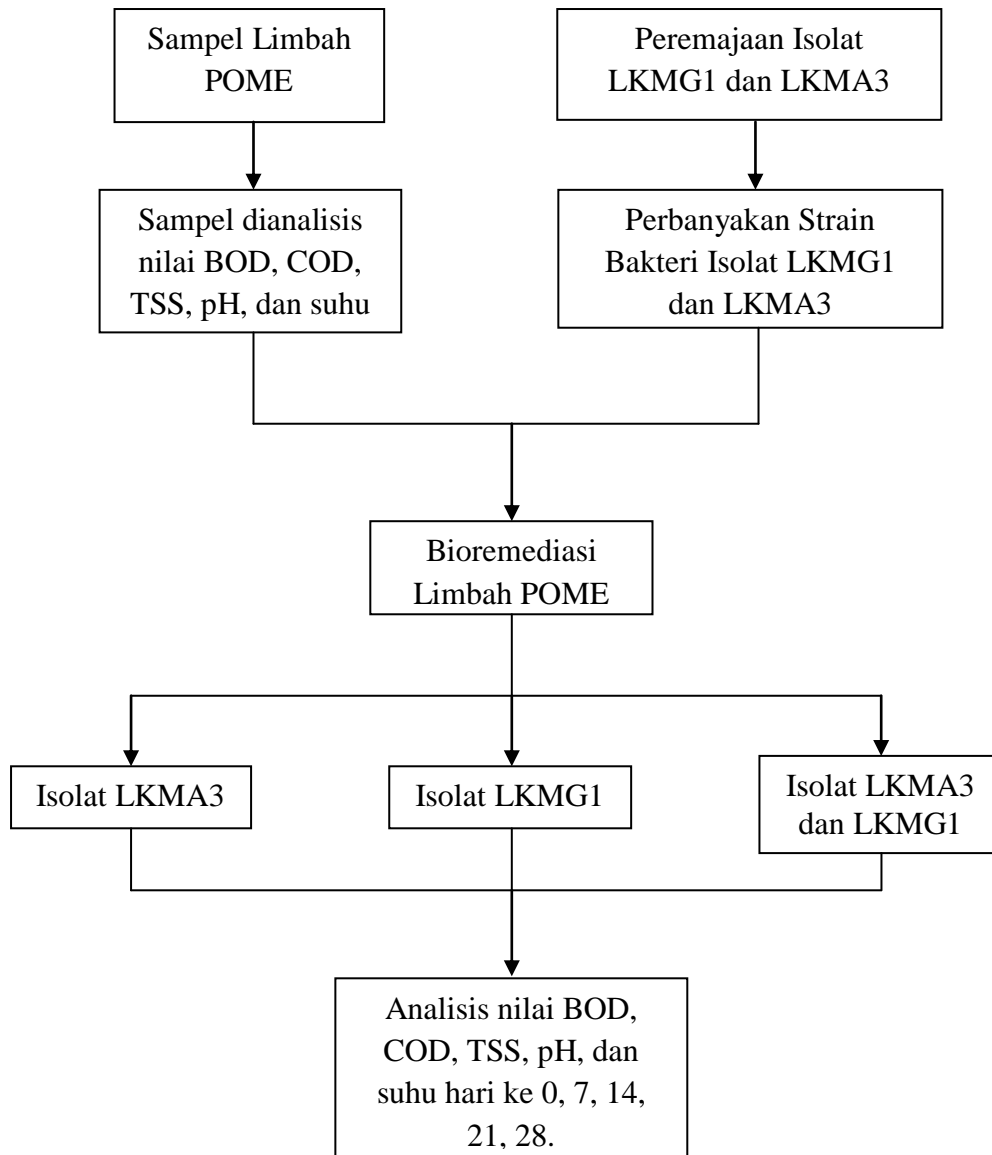 Sampel Limbah
POME
Peremajaan Isolat
LKMG1 dan LKMA3
Sampel dianalisis
nilai BOD, COD,
TSS, pH, dan suhu
Perbanyakan Strain
Bakteri Isolat LKMG1
dan LKMA3
Bioremediasi
Limbah POME
Isolat LKMA3
Isolat LKMG1
Isolat LKMA3
dan LKMG1
Analisis nilai BOD,
COD, TSS, pH, dan
suhu hari ke 0, 7, 14,
21, 28.